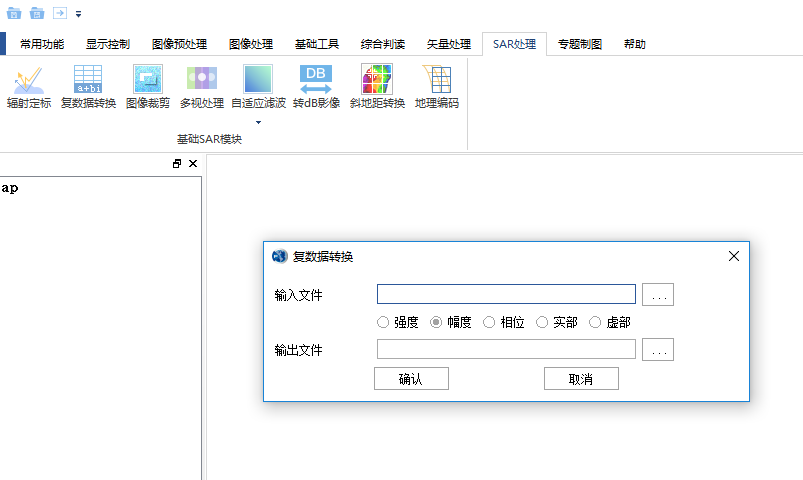 常用功能 显示控制 图像预处理 图像处理 基础工具 综合判读 矢量处理 SAR处理 专题制图 帮助
a+bi DB
辐射定标 复数据转换 图像裁剪 多视处理 自适应滤波 转dB影像 斜地距转换 地理编码
基础SAR模块
ap
复数据转换
输入文件 ...
强度 幅度 相位 实部 虚部
输出文件 ...
确认 取消